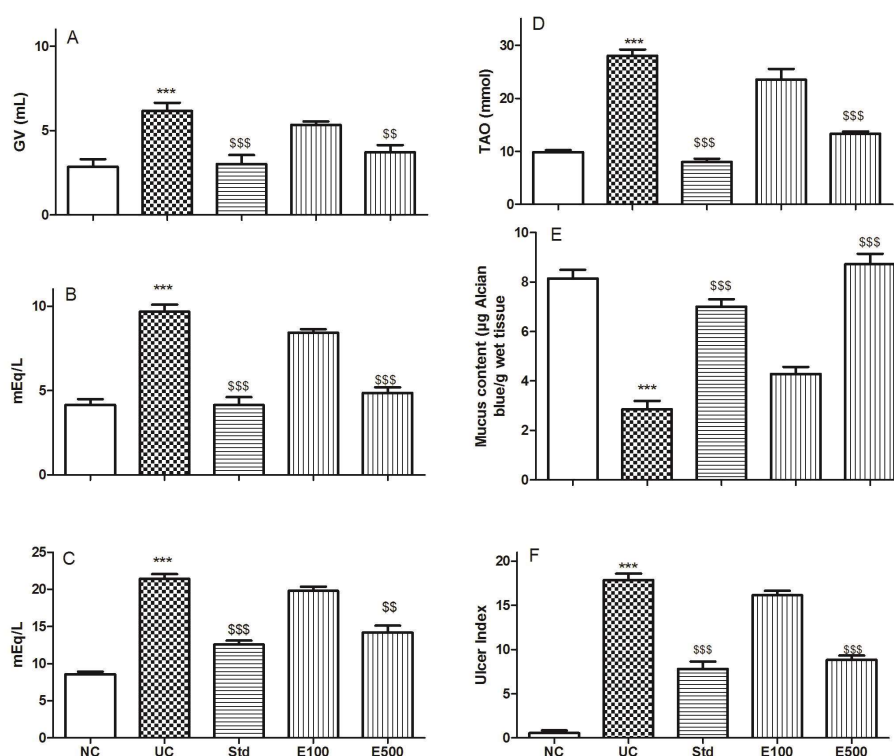 A
10
5
0
GV (mL)
***
$$$
$$
B
10
5
0
mEq/L
***
$$$
$$$
C
25
20
15
10
5
0
mEq/L
***
$$$
$$
NC UC Std E100 E500
D
30
20
10
0
TAO (mmol)
***
$$$
$$$
E
8
6
4
2
0
Mucus content (µg Alcian
blue/g wet tissue
***
$$$
$$$
F
20
15
10
5
0
Ulcer Index
***
$$$
$$$
NC UC Std E100 E500